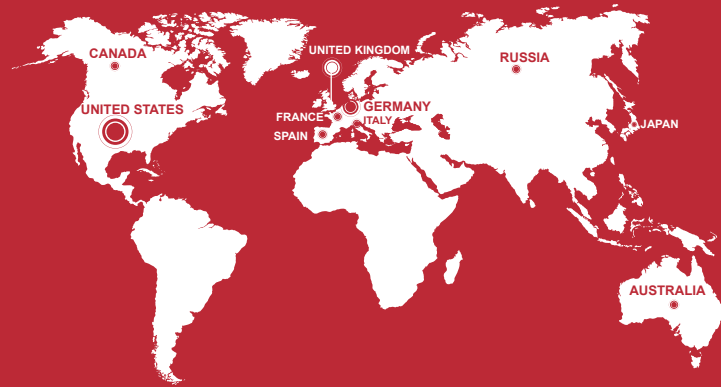 CANADA
UNITED KINGDOM
RUSSIA
UNITED STATES
GERMANY
FRANCE
ITALY
JAPAN
SPAIN
AUSTRALIA